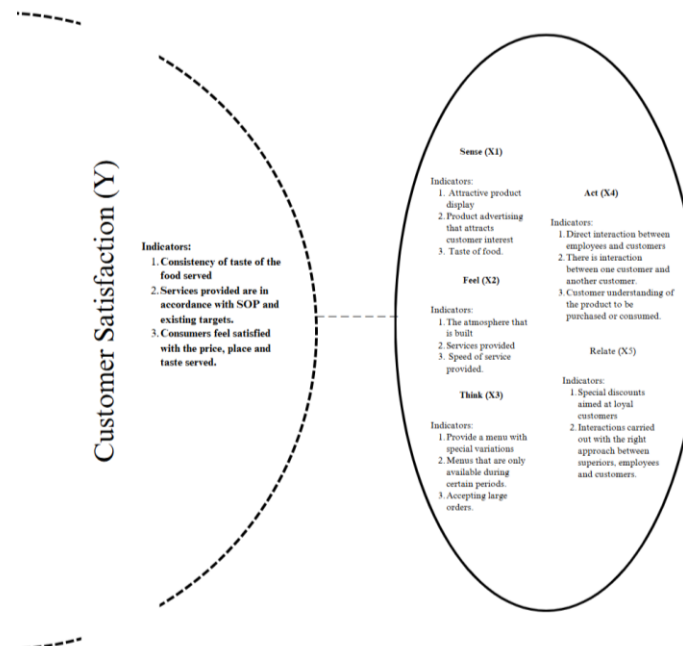 Customer Satisfaction (Y)
Indicators:
1. Consistency of taste of the
food served
2. Services provided are in
accordance with SOP and
existing targets.
3. Consumers feel satisfied
with the price, place and
taste served.
Sense (X1)
Indicators:
1. Attractive product
display
2. Product advertising
that attracts
customer interest
3. Taste of food.
Feel (X2)
Indicators:
1. The atmosphere that
is built
2. Services provided
3. Speed of service
provided.
Think (X3)
Indicators:
1. Provide a menu with
special variations
2. Menus that are only
available during
certain periods.
3. Accepting large
orders.
Act (X4)
Indicators:
1. Direct interaction between
employees and customers
2. There is interaction
between one customer and
another customer.
3. Customer understanding of
the product to be
purchased or consumed.
Relate (X5)
Indicators:
1. Special discounts
aimed at loyal
customers
2. Interactions carried
out with the right
approach between
superiors, employees
and customers.